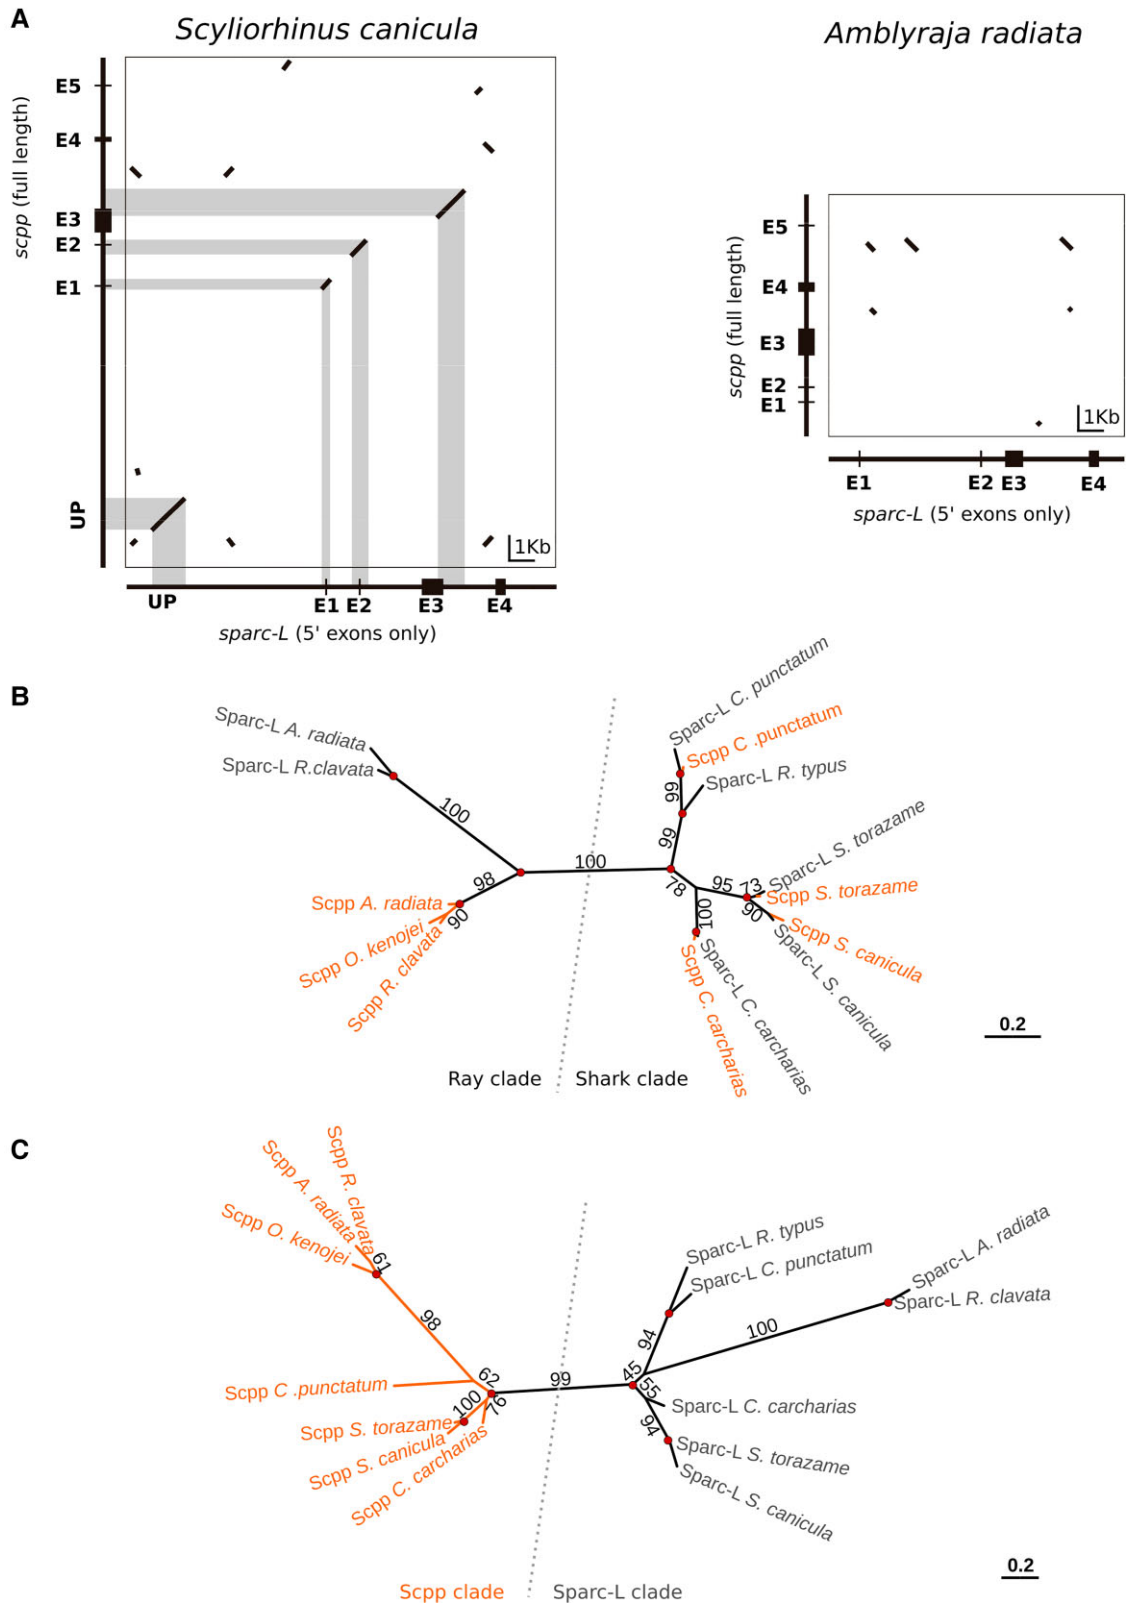 A
Scyliorhinus canicula
Amblyraja radiata
E5
E4
E3
E2
E1
UP
scpp (full length)
1Kb
UP
E1
E2
E3
E4
sparc-L (5' exons only)
E5
E4
E3
E2
E1
scpp (full length)
1Kb
E1
E2
E3
E4
sparc-L (5' exons only)
B
Sparc-L A. radiata
Sparc-L R.clavata
100
98
90
Scpp A. radiata
Scpp O. kenojei
Scpp R. clavata
100
Sparc-L C. punctatum
Scpp C .punctatum
Sparc-L R. typus
99
99
78
95
73
90
100
Sparc-L S. torazame
Scpp S. torazame
Scpp S. canicula
Sparc-L S. canicula
Sparc-L C. carcharias
Scpp C. carcharias
0.2
Ray clade
Shark clade
C
Scpp R. clavata
Scpp A. radiata
Scpp O. kenojei
61
98
Scpp C .punctatum
62
100
76
Scpp S. torazame
Scpp S. canicula
Scpp C. carcharias
99
Sparc-L R. typus
Sparc-L C. punctatum
94
45
55
94
100
Sparc-L A. radiata
Sparc-L R. clavata
Sparc-L C. carcharias
Sparc-L S. torazame
Sparc-L S. canicula
0.2
Scpp clade
Sparc-L clade